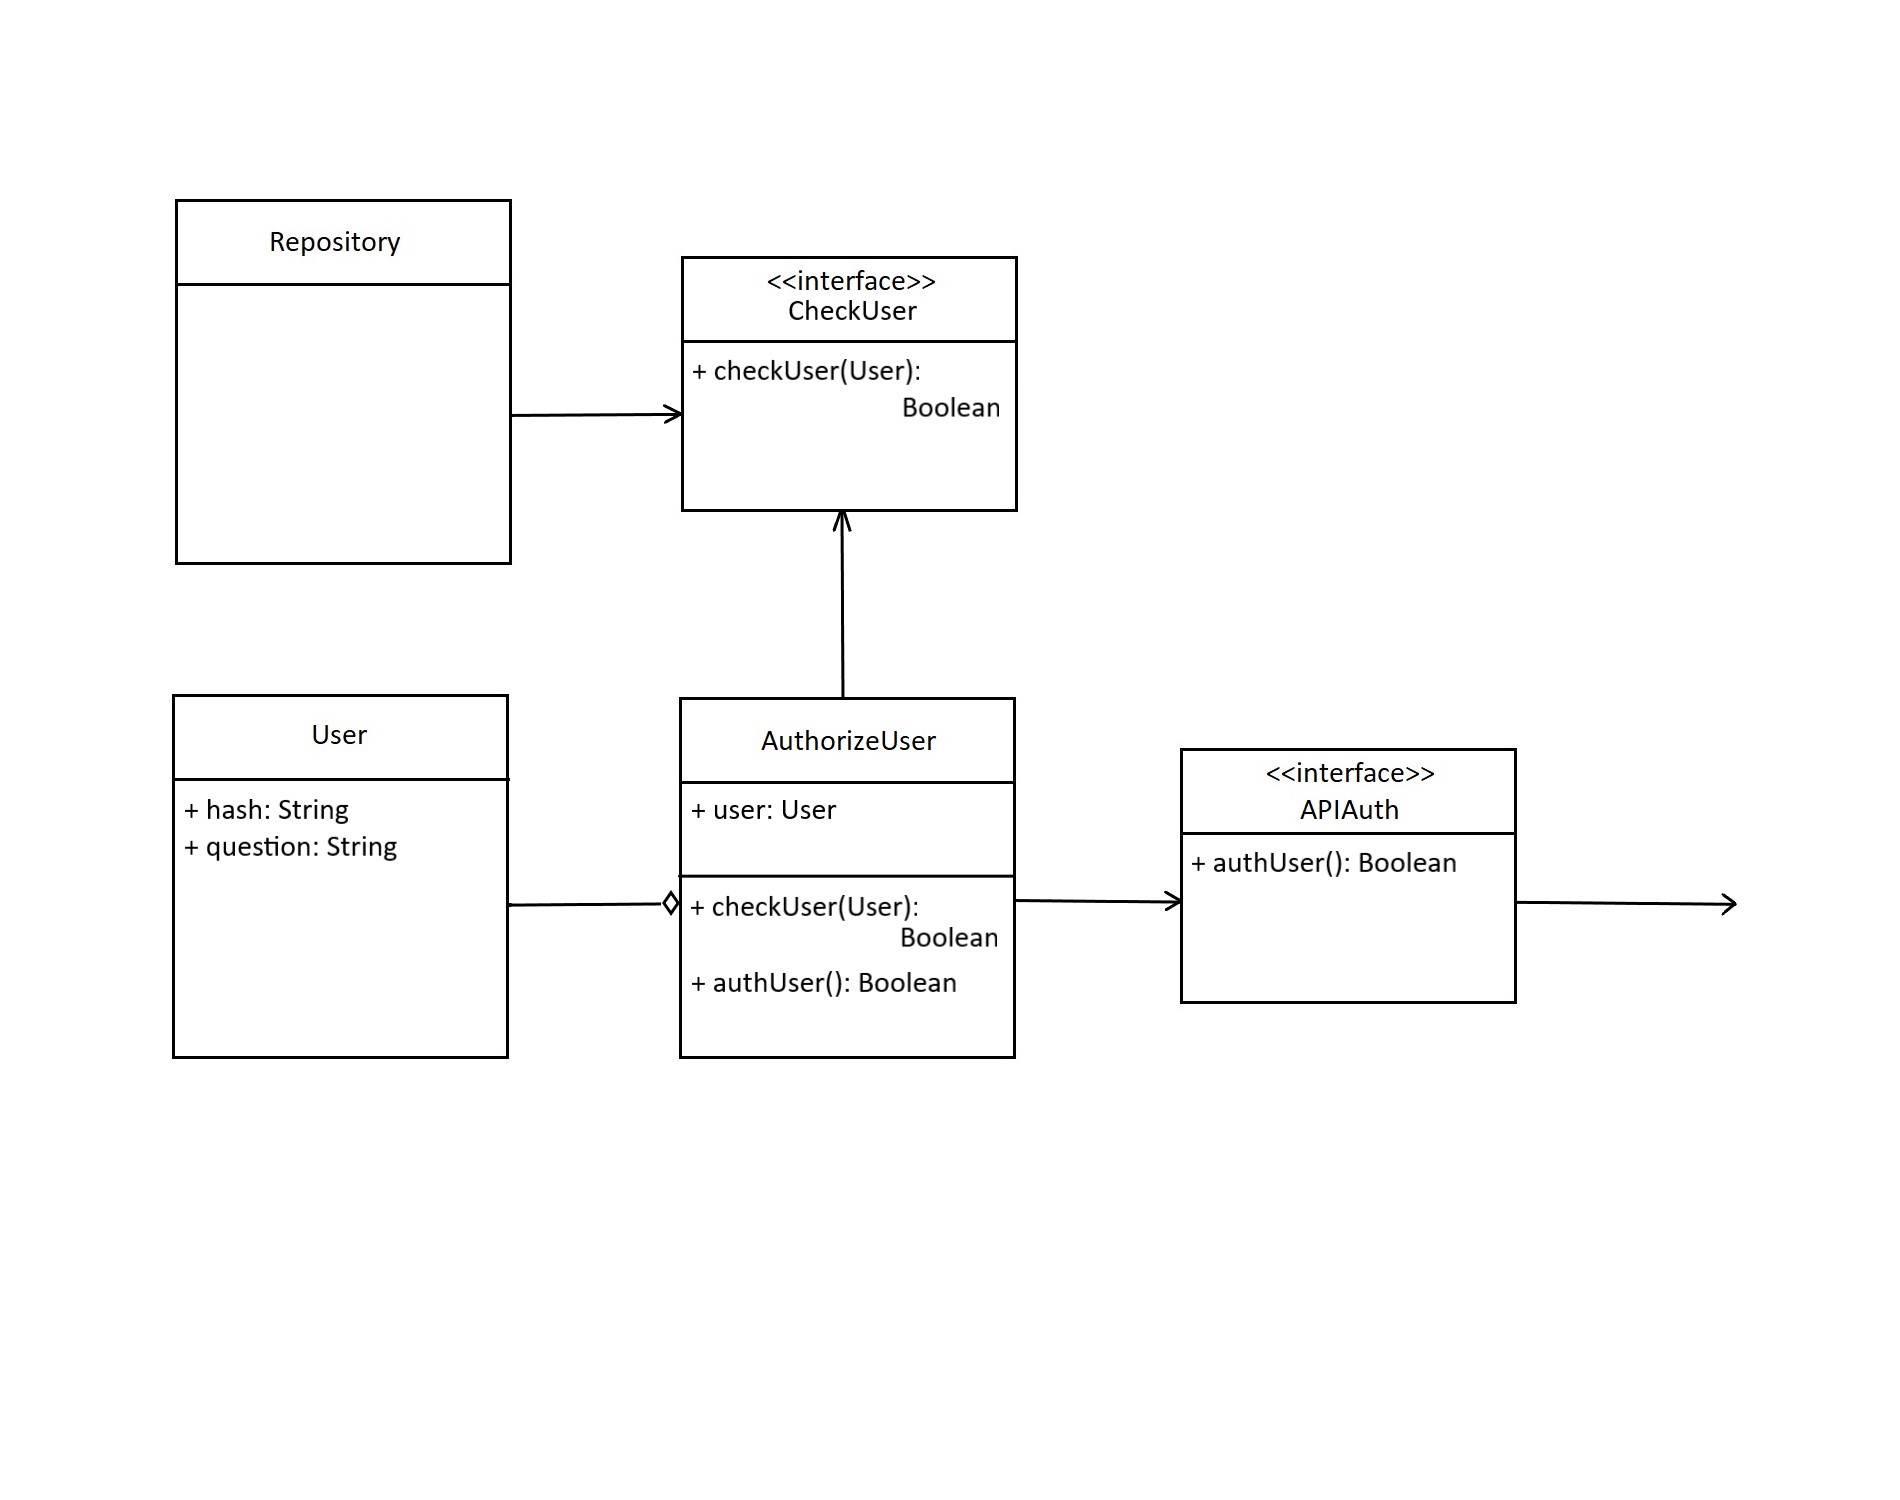 Repository
<<interface>>
CheckUser
+ checkUser(User):
Boolean
User
+ hash: String
+ question: String
AuthorizeUser
+ user: User
+ checkUser(User):
Boolean
+ authUser(): Boolean
<<interface>>
APIAuth
+ authUser(): Boolean